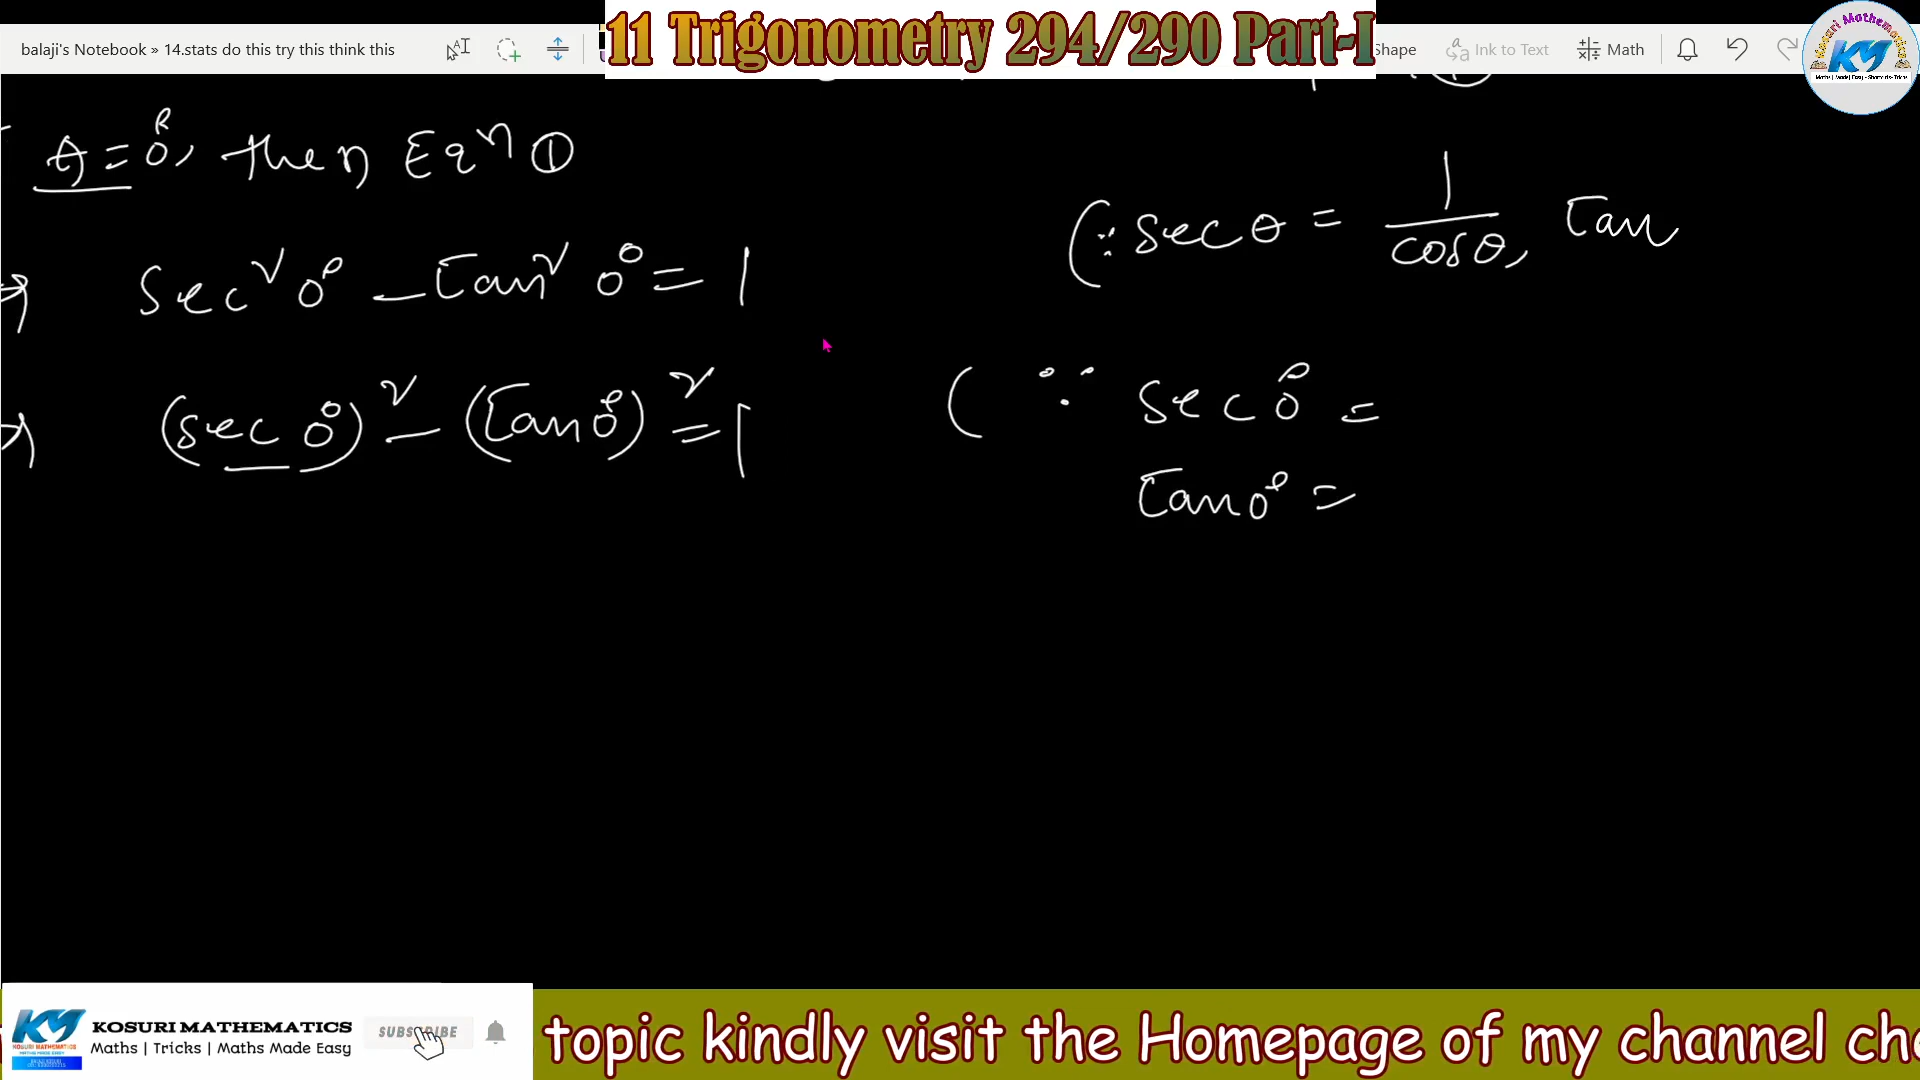 11 Trigonometry 294/290 Part-I
balaji's Notebook » 14.stats do this try this think this
Shape
Ink to Text
Math
A = 0°, then Eqⁿ ①
(∵ sec θ = 1/cos θ, Tan
Sec² 0° – Tan² 0° = 1
(sec 0°)² – (Tan 0°)² = 1
( ∵ Sec 0° =
Tan 0° =
KM
KOSURI MATHEMATICS
Maths | Tricks | Maths Made Easy
SUBSCRIBE
topic kindly visit the Homepage of my channel che